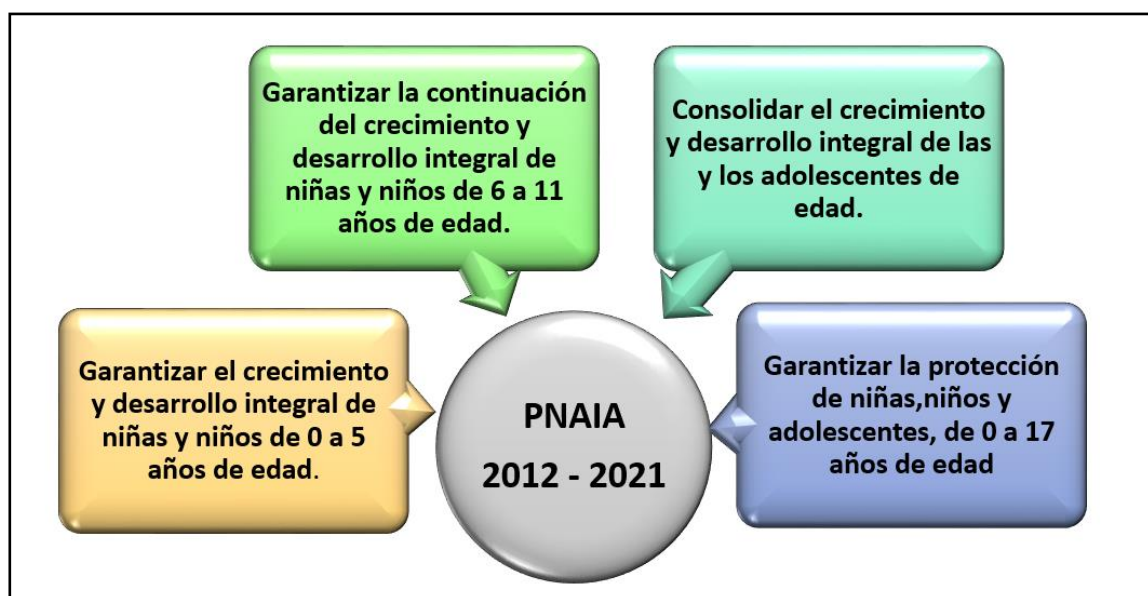 Garantizar la continuación
del crecimiento y
desarrollo integral de
niñas y niños de 6 a 11
años de edad.
Consolidar el crecimiento
y desarrollo integral de las
y los adolescentes de
edad.
Garantizar el crecimiento
y desarrollo integral de
niñas y niños de 0 a 5
años de edad.
PNAIA
2012 - 2021
Garantizar la protección
de niñas,niños y
adolescentes, de 0 a 17
años de edad